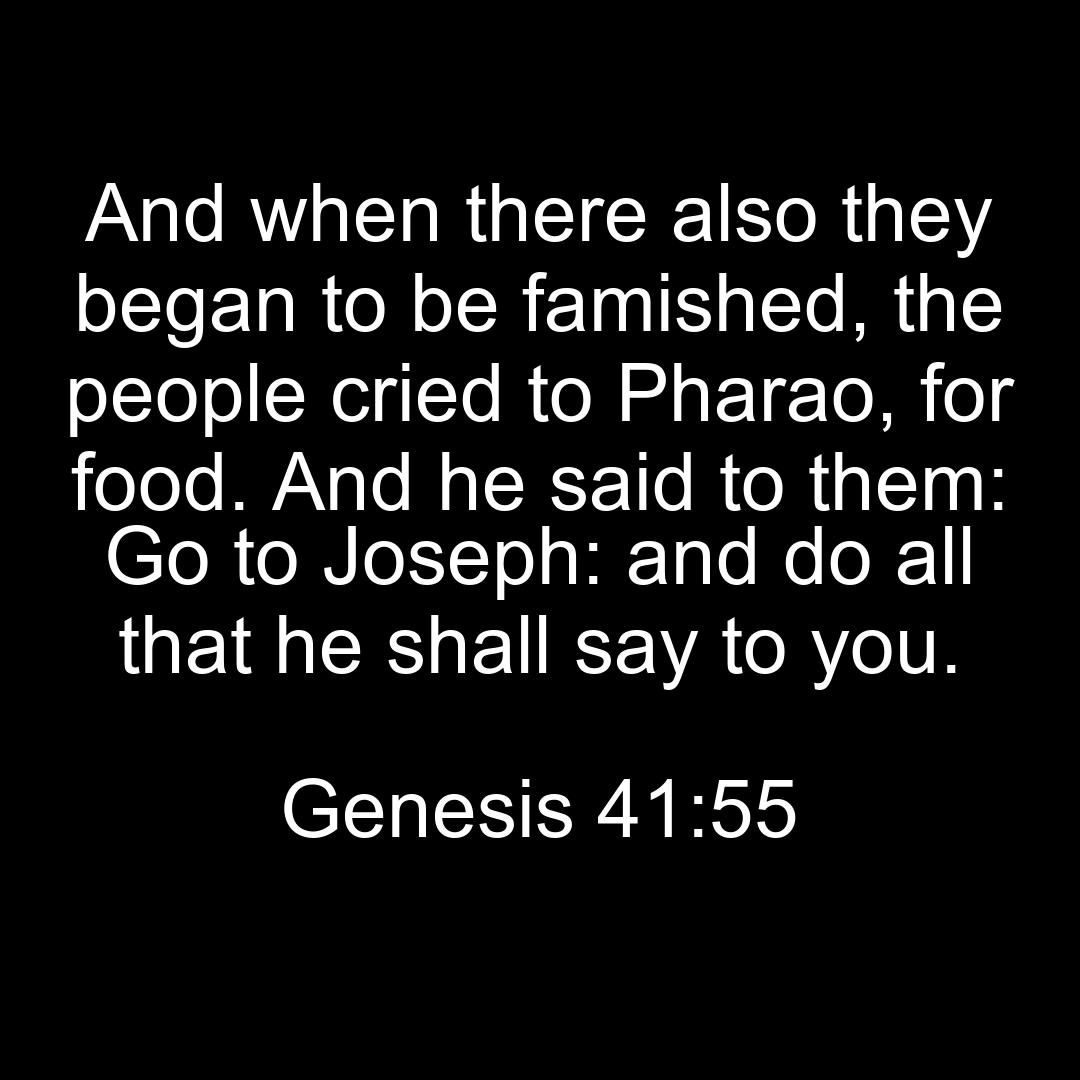 And when there also they
began to be famished, the
people cried to Pharao, for
food. And he said to them:
Go to Joseph: and do all
that he shall say to you.
Genesis 41:55